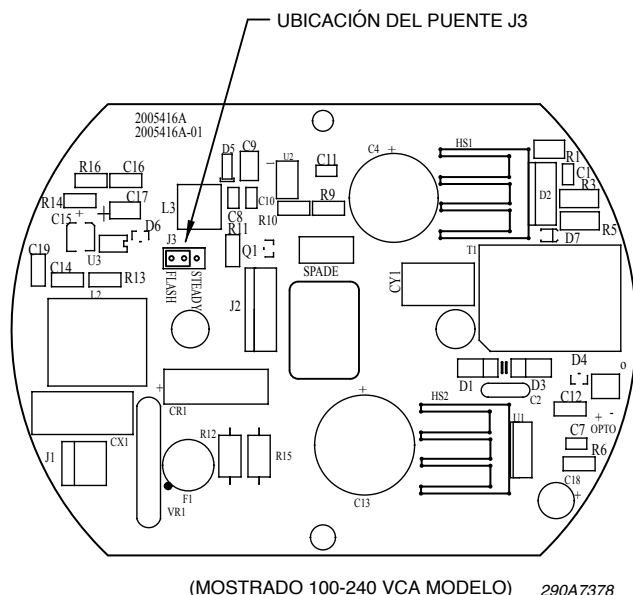 UBICACIÓN DEL PUENTE J3
2005416A
2005416A-01
D5
C9
U2
C11
C4
+
HS1
R1
C1
R16
C16
R3
R14
C17
L3
C8
C10
R10
R9
D2
C15
+
+
D6
J3
R11
R5
D7
C19
U3
Q1
SPADE
T1
C14
R13
FLASH
STEADY
J2
CY1
L2
D1
D3
D4
o
C2
+
CR1
+
HS2
C12
+ -
OPTO
CX1
R12
R15
U1
C7
J1
R6
F1
C13
C18
+
VR1
(MOSTRADO 100-240 VCA MODELO)
290A7378